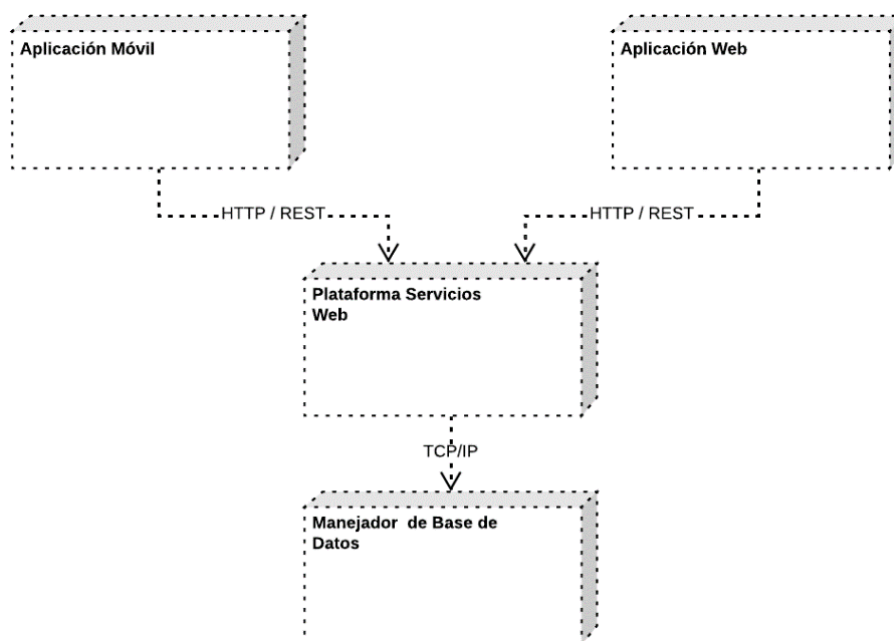 Aplicación Móvil
Aplicación Web
HTTP / REST
HTTP / REST
Plataforma Servicios
Web
TCP/IP
Manejador de Base de
Datos